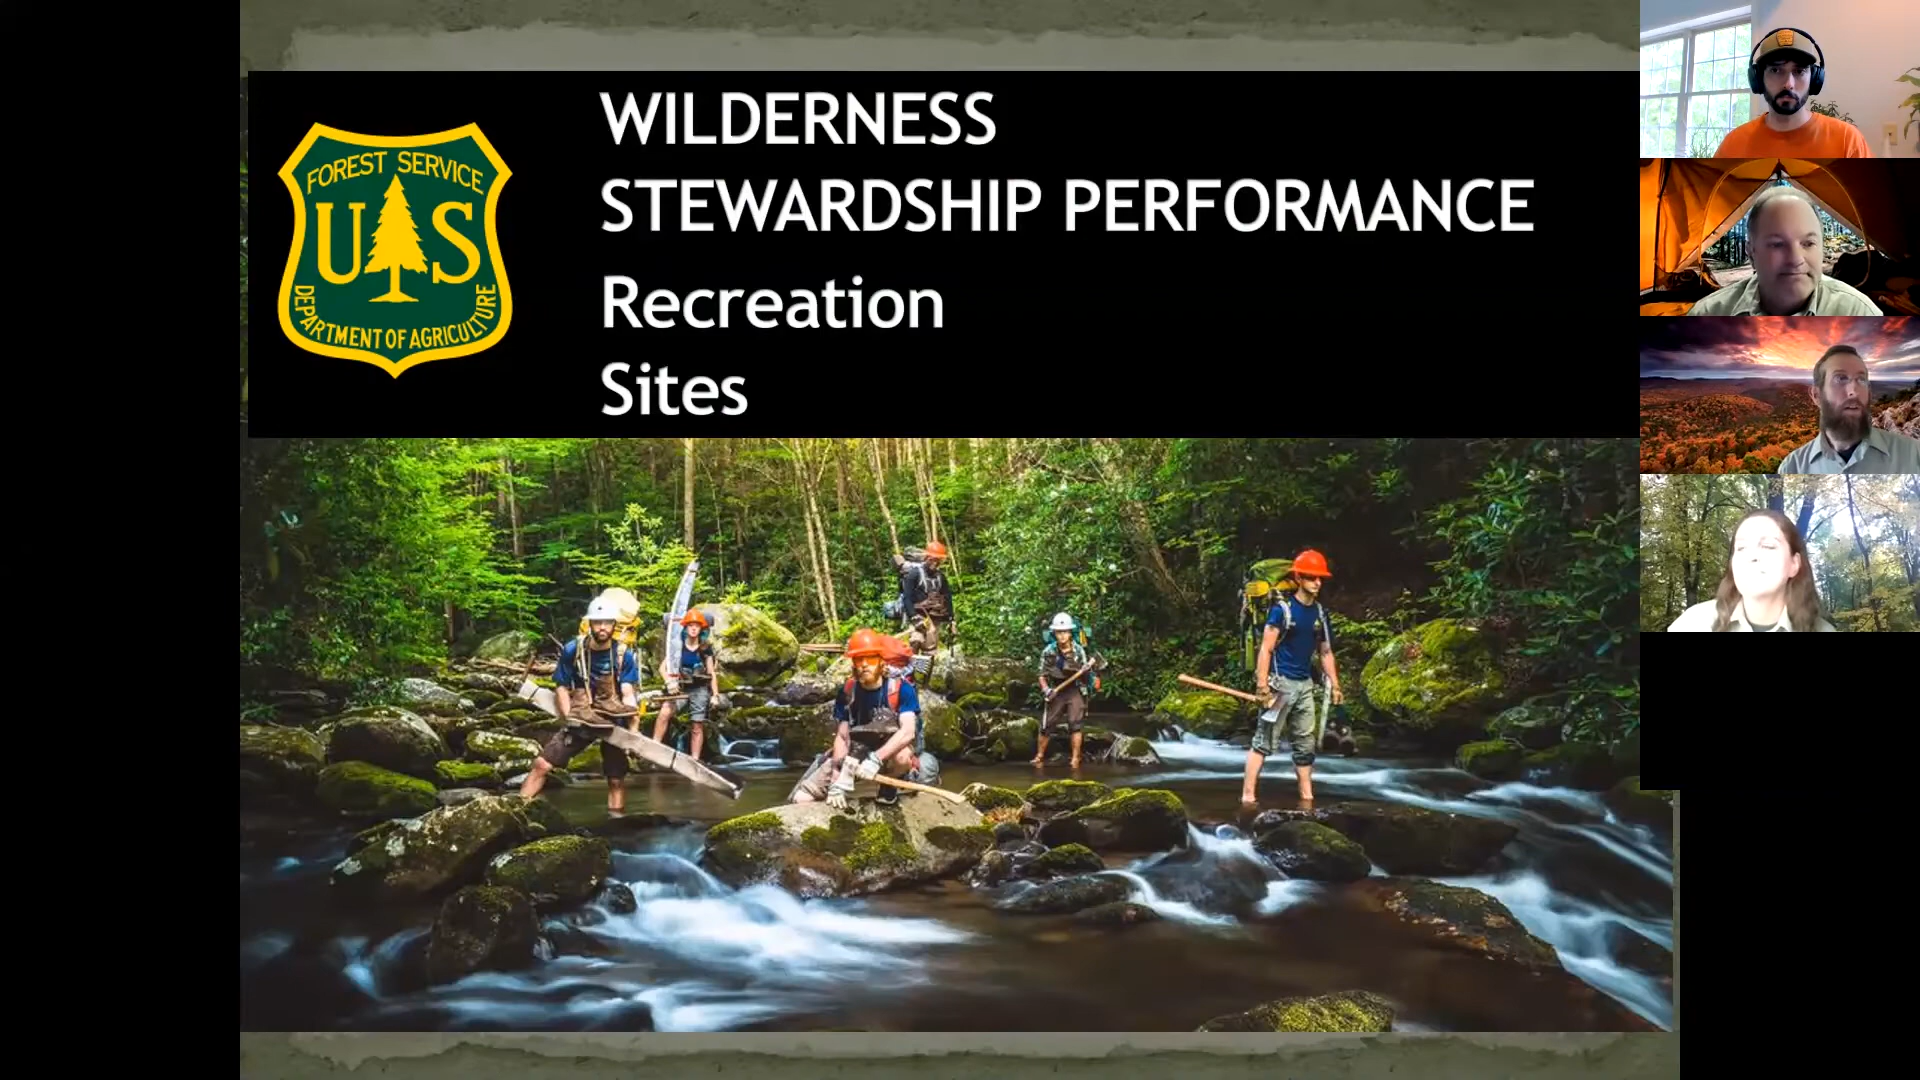 WILDERNESS
STEWARDSHIP PERFORMANCE
Recreation
Sites
FOREST SERVICE
U S
DEPARTMENT OF AGRICULTURE